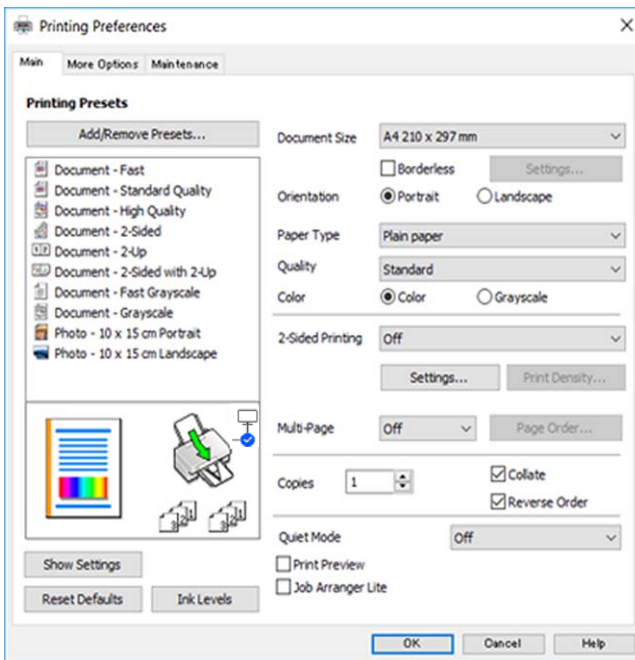 Printing Preferences
Main
More Options
Maintenance
Printing Presets
Add/Remove Presets...
Document - Fast
Document - Standard Quality
Document - High Quality
Document - 2-Sided
Document - 2-Up
Document - 2-Sided with 2-Up
Document - Fast Grayscale
Document - Grayscale
Photo - 10 x 15 cm Portrait
Photo - 10 x 15 cm Landscape
Show Settings
Reset Defaults
Ink Levels
Document Size
A4 210 x 297 mm
Borderless
Settings...
Orientation
Portrait
Landscape
Paper Type
Plain paper
Quality
Standard
Color
Color
Grayscale
2-Sided Printing
Off
Settings...
Print Density...
Multi-Page
Off
Page Order...
Copies
1
Collate
Reverse Order
Quiet Mode
Off
Print Preview
Job Arranger Lite
OK
Cancel
Help